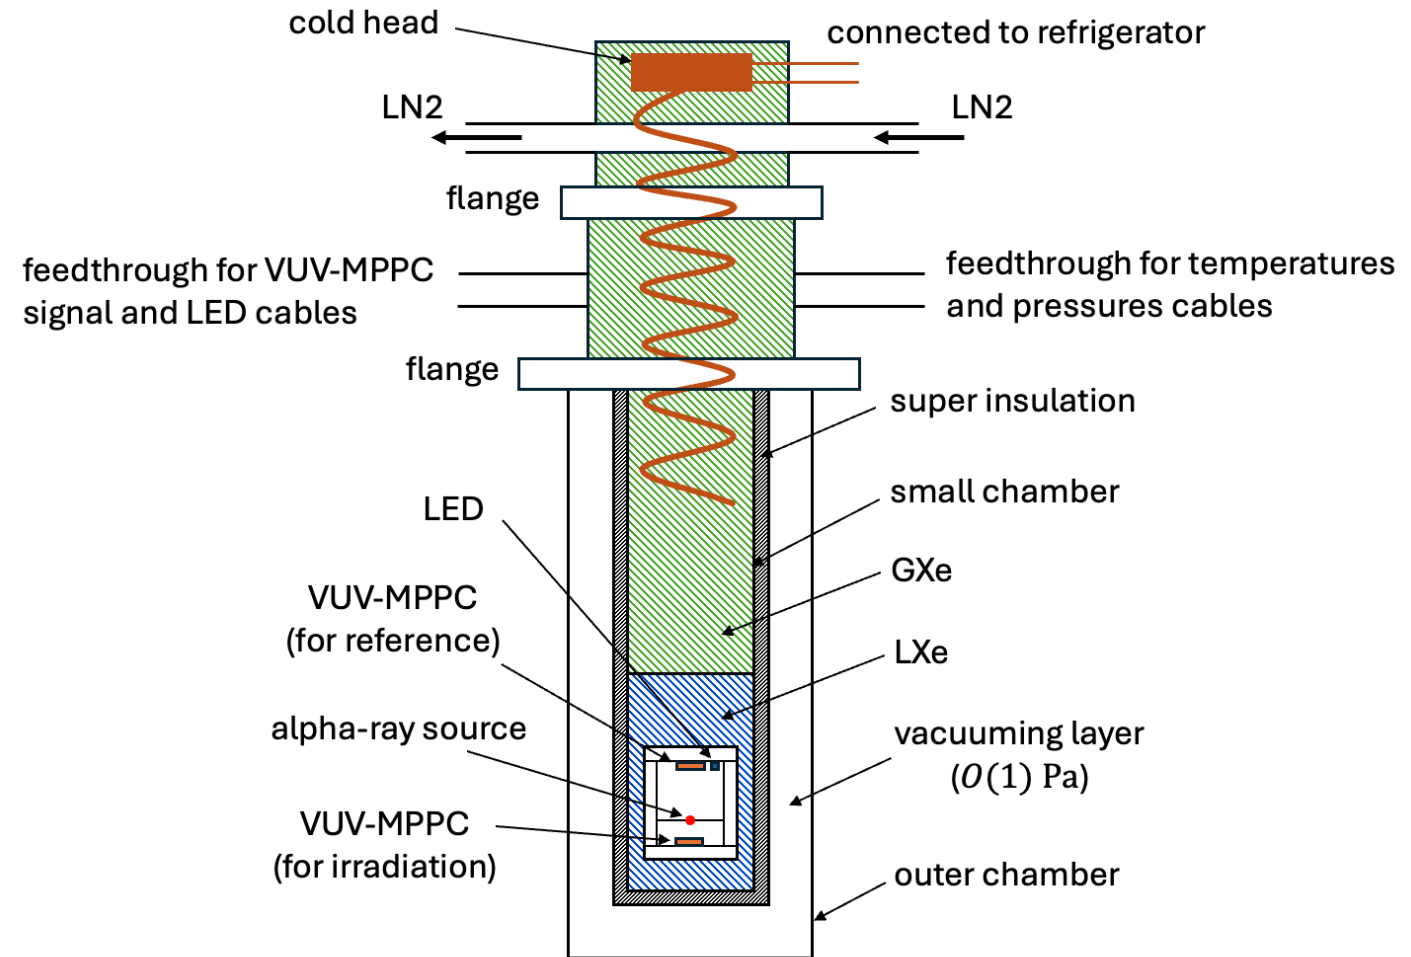 cold head
connected to refrigerator
LN2
LN2
flange
feedthrough for VUV-MPPC
signal and LED cables
feedthrough for temperatures
and pressures cables
flange
super insulation
small chamber
LED
GXe
VUV-MPPC
(for reference)
LXe
alpha-ray source
vacuuming layer
(O(1) Pa)
VUV-MPPC
(for irradiation)
outer chamber